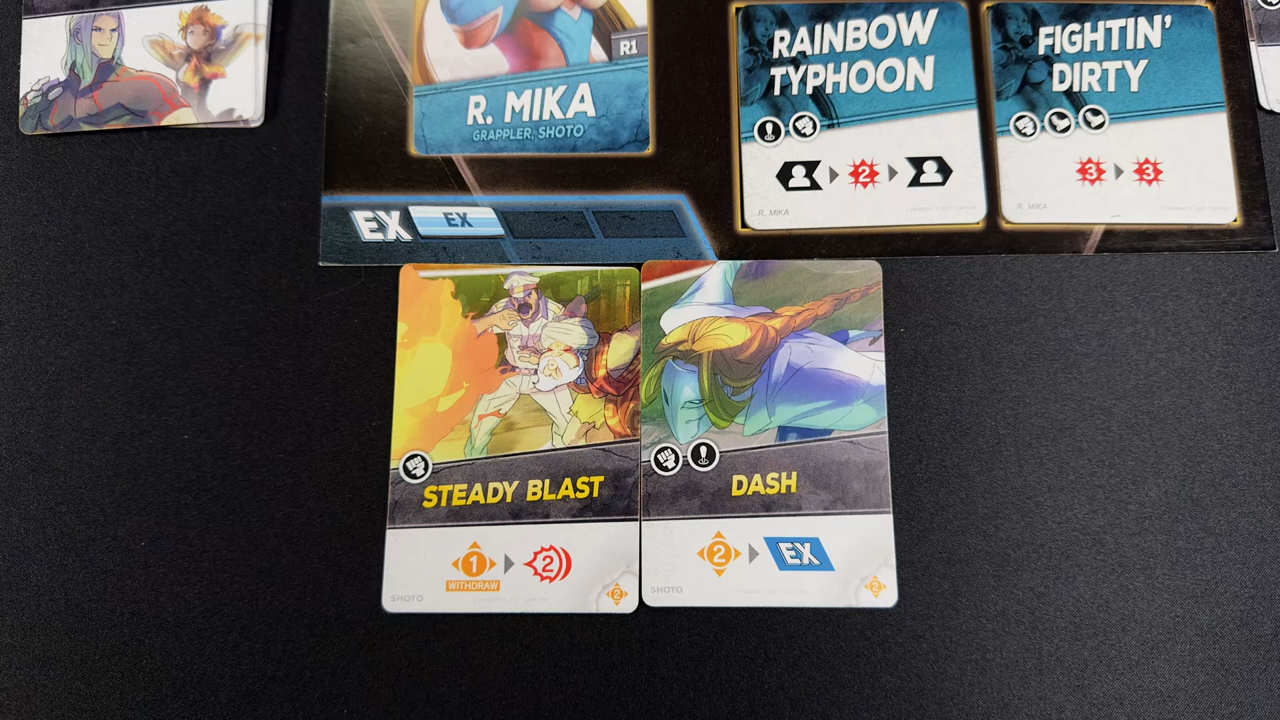 R1
R. MIKA
GRAPPLER, SHOTO
EX
EX
RAINBOW
TYPHOON
2
R. MIKA
FIGHTIN'
DIRTY
3
3
R. MIKA
STEADY BLAST
1
WITHDRAW
2
SHOTO
2
DASH
2
EX
SHOTO
2